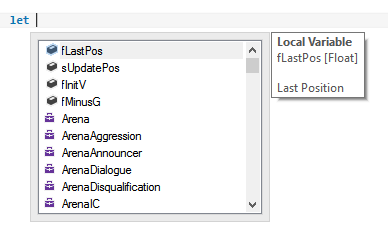 let
fLastPos
sUpdatePos
fInitV
fMinusG
Arena
ArenaAggression
ArenaAnnouncer
ArenaDialogue
ArenaDisqualification
ArenaIC
Local Variable
fLastPos [Float]
Last Position